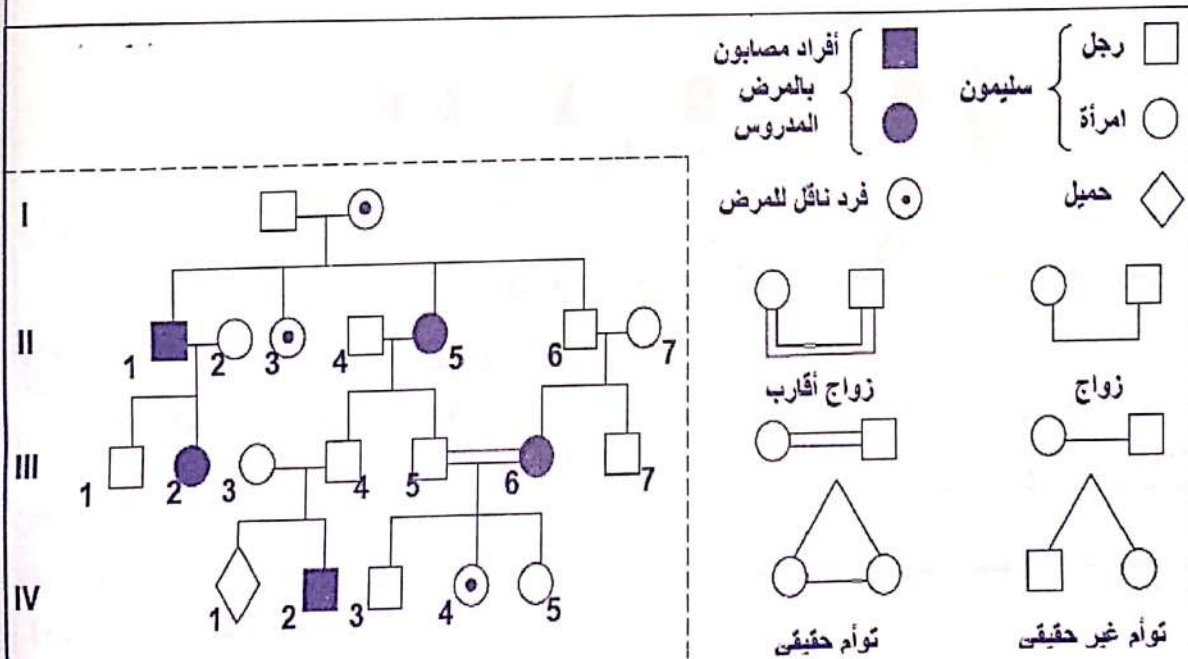 رجل
امرأة
سليمون
أفراد مصابون
بالمرض
المدروس
حميل
فرد ناقل للمرض
زواج
زواج أقارب
توأم غير حقيقي
توأم حقيقي
I
II
1 2 3 4 5 6 7
III
1 2 3 4 5 6 7
IV
1 2 3 4 5